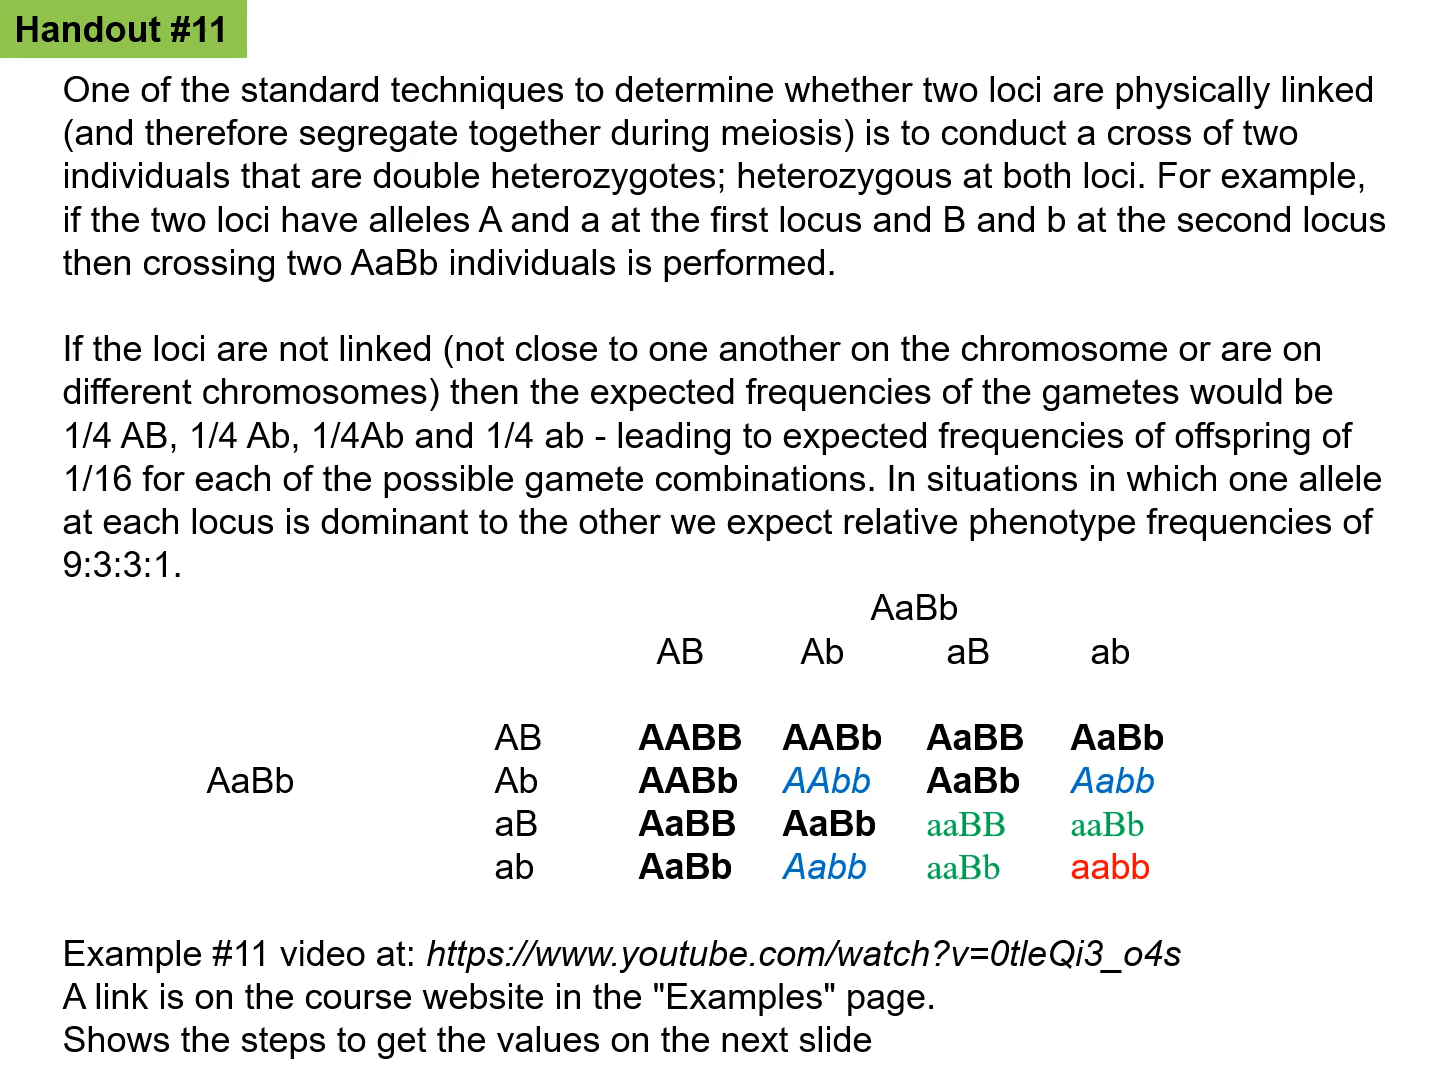 Handout #11
One of the standard techniques to determine whether two loci are physically linked
(and therefore segregate together during meiosis) is to conduct a cross of two
individuals that are double heterozygotes; heterozygous at both loci. For example,
if the two loci have alleles A and a at the first locus and B and b at the second locus
then crossing two AaBb individuals is performed.
If the loci are not linked (not close to one another on the chromosome or are on
different chromosomes) then the expected frequencies of the gametes would be
1/4 AB, 1/4 Ab, 1/4Ab and 1/4 ab - leading to expected frequencies of offspring of
1/16 for each of the possible gamete combinations. In situations in which one allele
at each locus is dominant to the other we expect relative phenotype frequencies of
9:3:3:1.
AaBb
AB Ab aB ab
AB AABB AABb AaBB AaBb
AaBb Ab AABb AAbb AaBb Aabb
aB AaBB AaBb aaBB aaBb
ab AaBb Aabb aaBb aabb
Example #11 video at: https://www.youtube.com/watch?v=0tleQi3_o4s
A link is on the course website in the "Examples" page.
Shows the steps to get the values on the next slide